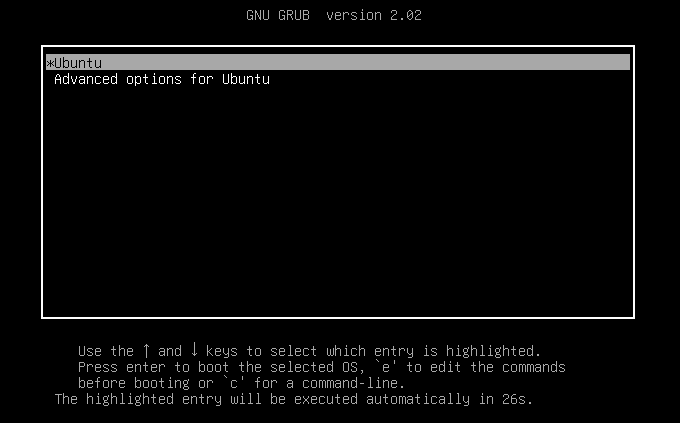 GNU GRUB  version 2.02
*Ubuntu
Advanced options for Ubuntu
Use the ↑ and ↓ keys to select which entry is highlighted.
Press enter to boot the selected OS, `e' to edit the commands
before booting or `c' for a command-line.
The highlighted entry will be executed automatically in 26s.